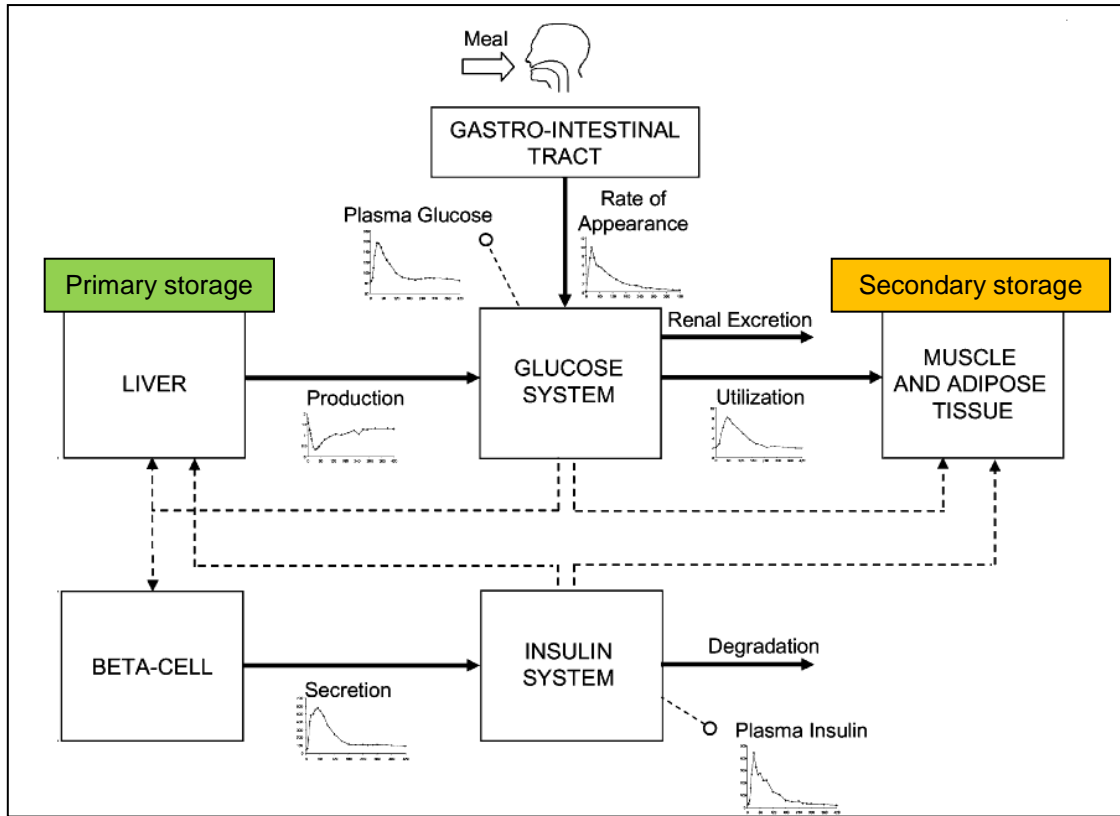 Meal
GASTRO-INTESTINAL
TRACT
Rate of
Appearance
Plasma Glucose
Primary storage
Secondary storage
LIVER
Production
GLUCOSE
SYSTEM
Renal Excretion
Utilization
MUSCLE
AND ADIPOSE
TISSUE
BETA-CELL
Secretion
INSULIN
SYSTEM
Degradation
Plasma Insulin